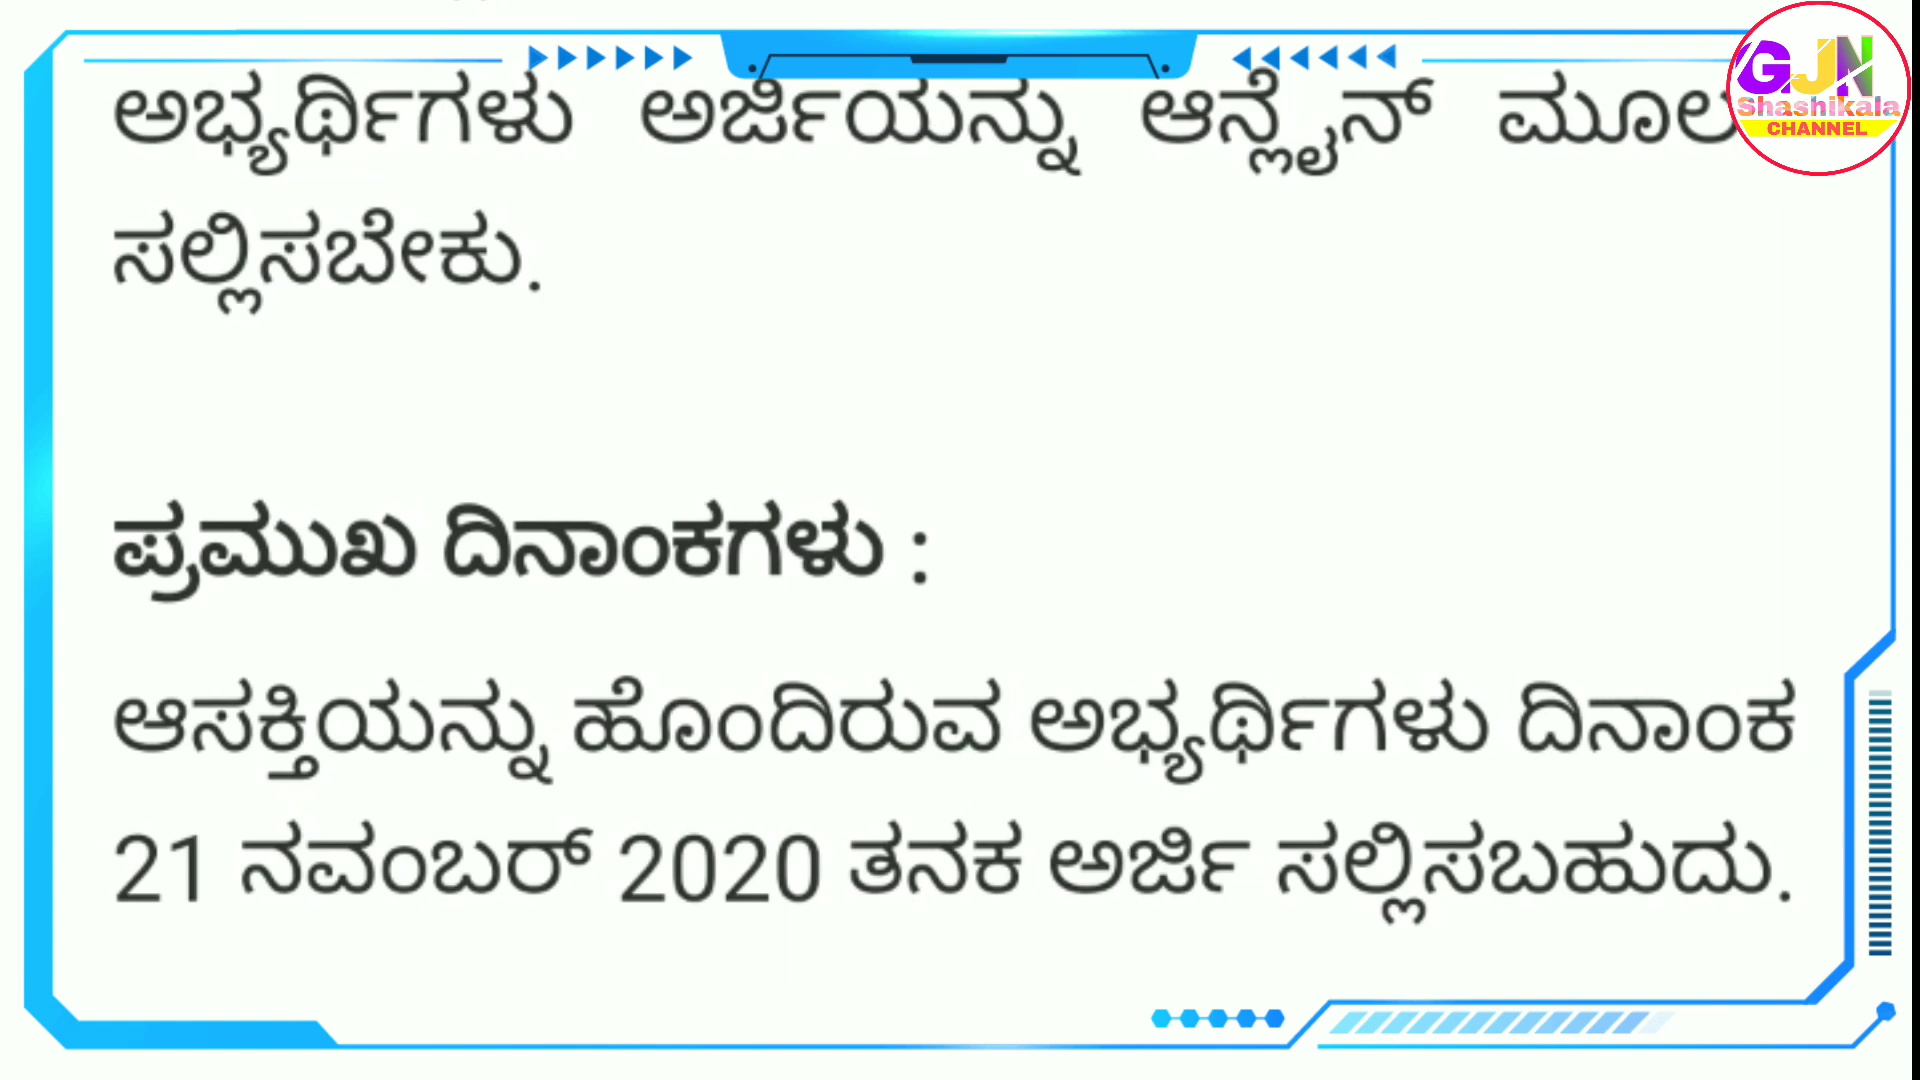 ಅಭ್ಯರ್ಥಿಗಳು ಅರ್ಜಿಯನ್ನು ಆನ್ಲೈನ್ ಮೂಲ
ಸಲ್ಲಿಸಬೇಕು.
ಪ್ರಮುಖ ದಿನಾಂಕಗಳು :
ಆಸಕ್ತಿಯನ್ನು ಹೊಂದಿರುವ ಅಭ್ಯರ್ಥಿಗಳು ದಿನಾಂಕ
21 ನವಂಬರ್ 2020 ತನಕ ಅರ್ಜಿ ಸಲ್ಲಿಸಬಹುದು.
GJN
Shashikala
CHANNEL